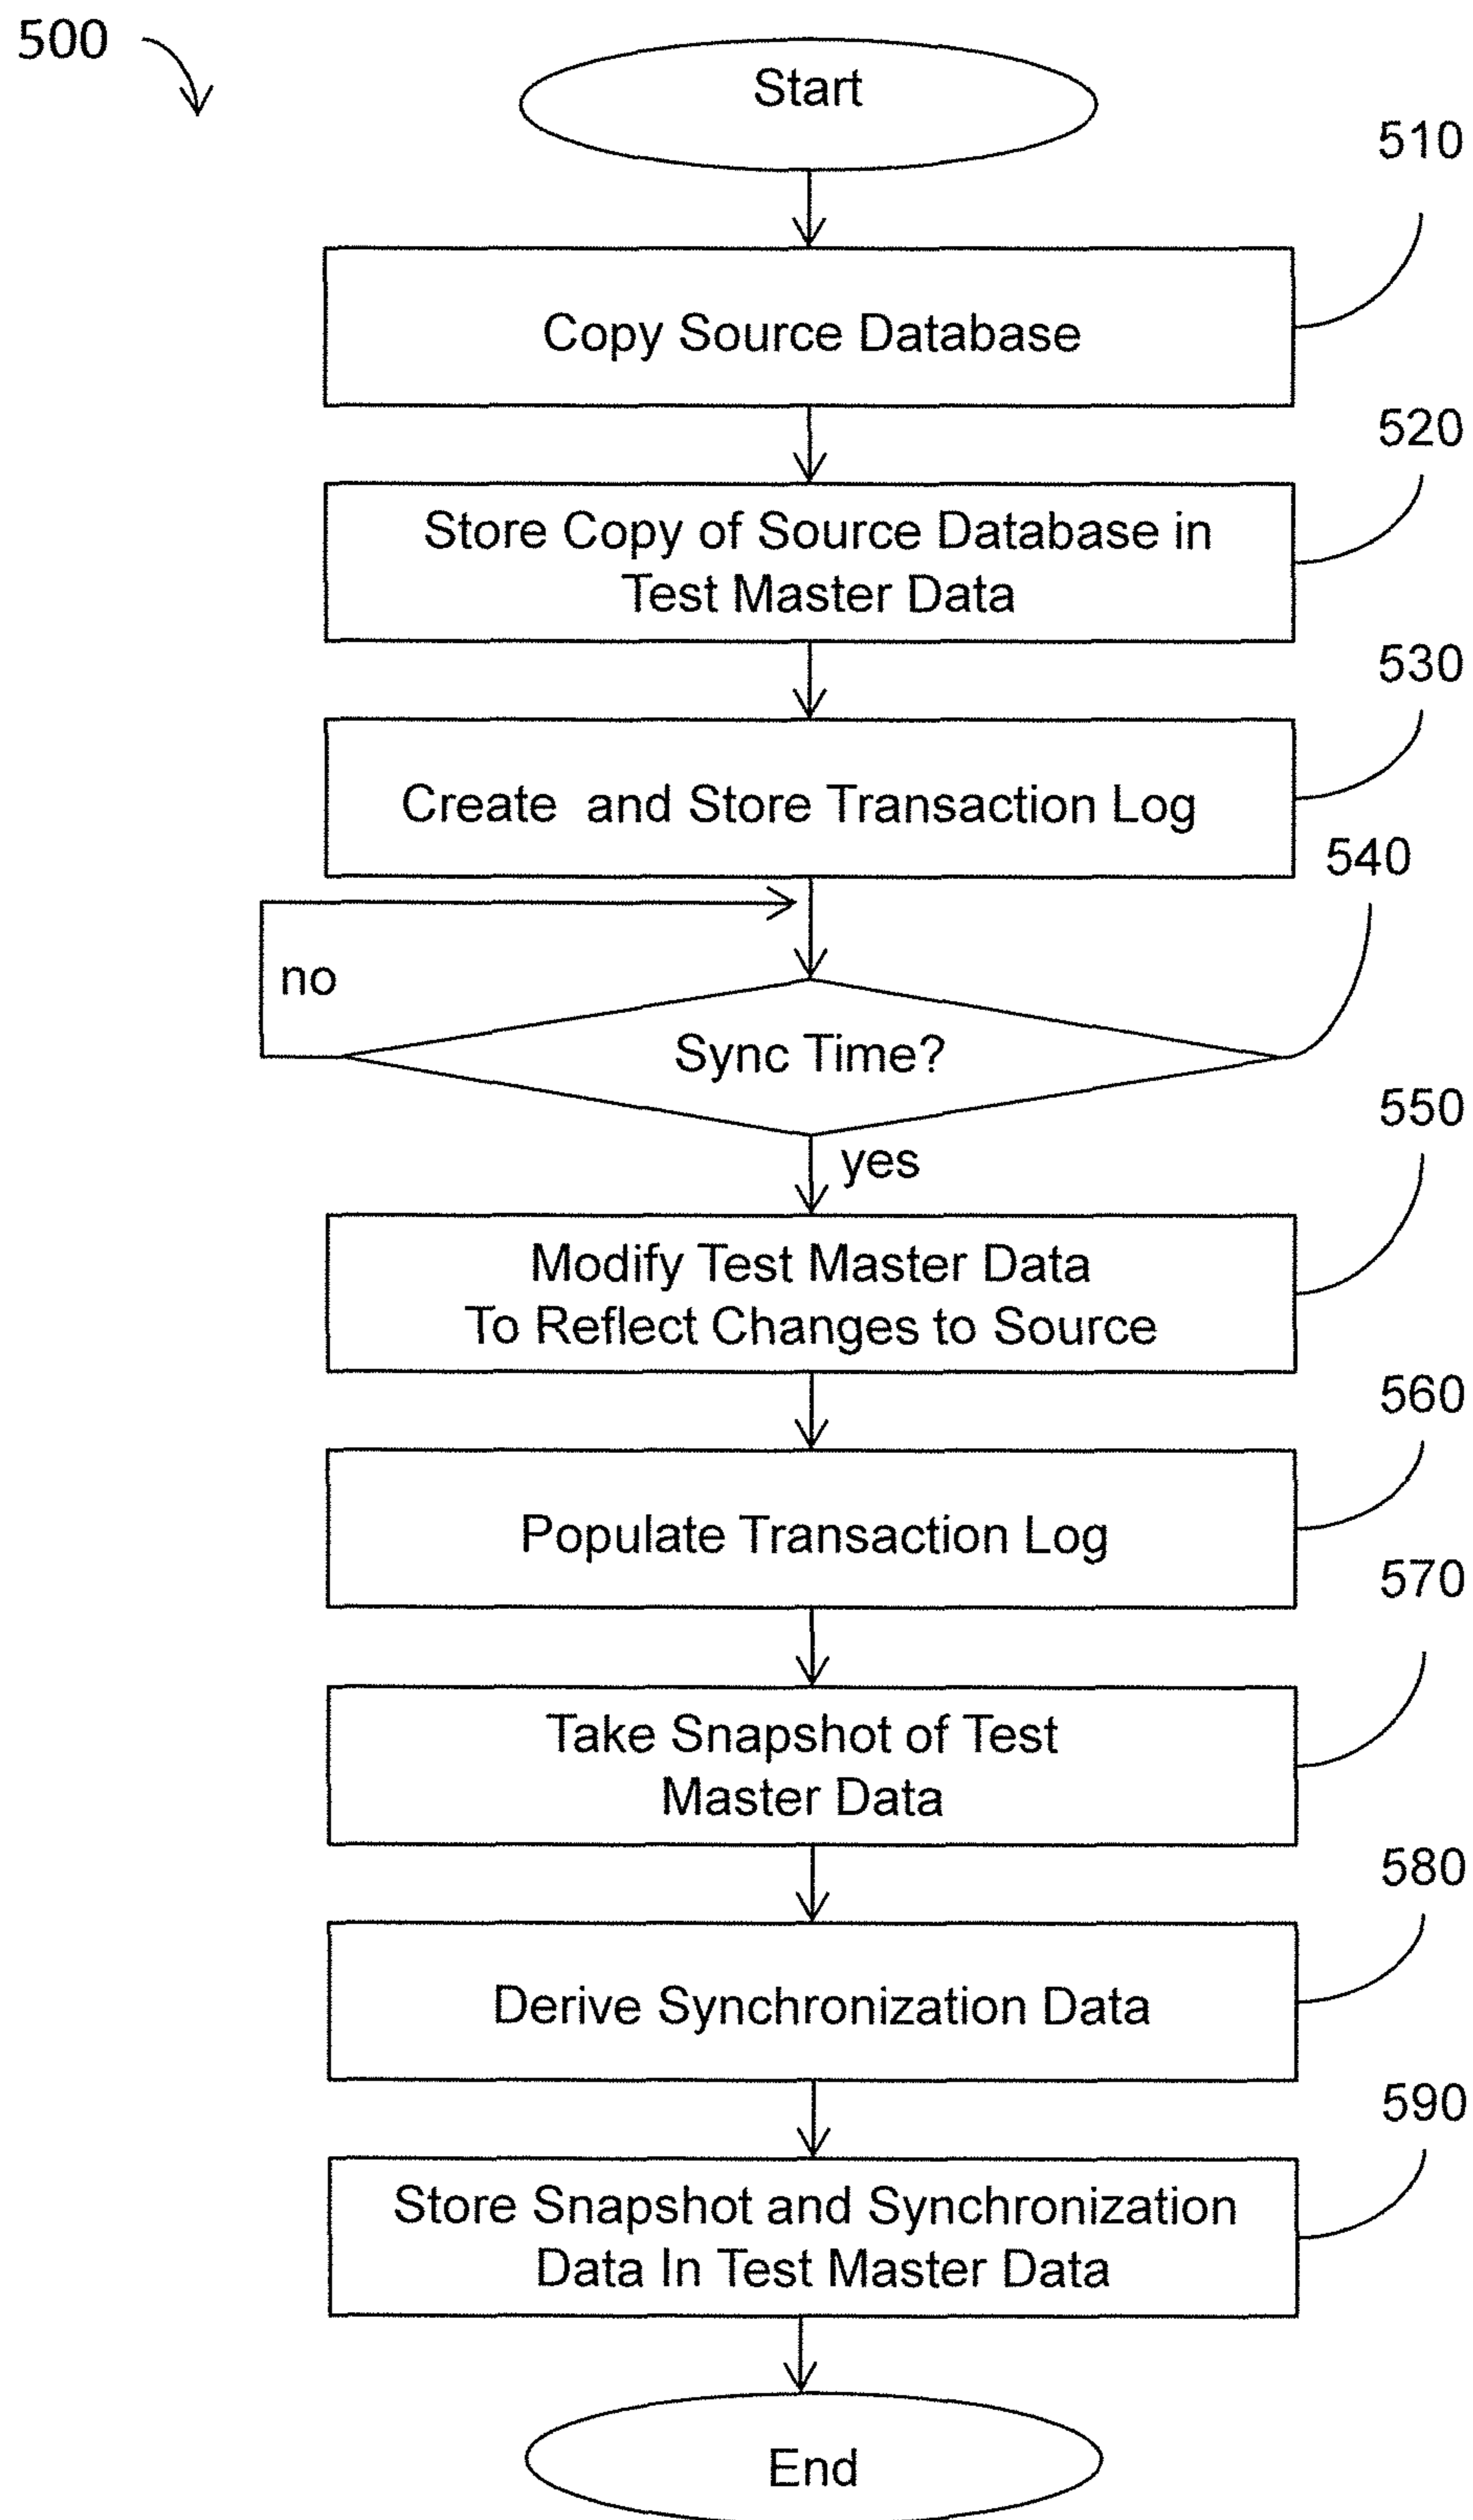 500
Start
510
Copy Source Database
520
Store Copy of Source Database in
Test Master Data
530
Create and Store Transaction Log
540
no
Sync Time?
yes
550
Modify Test Master Data
To Reflect Changes to Source
560
Populate Transaction Log
570
Take Snapshot of Test
Master Data
580
Derive Synchronization Data
590
Store Snapshot and Synchronization
Data In Test Master Data
End